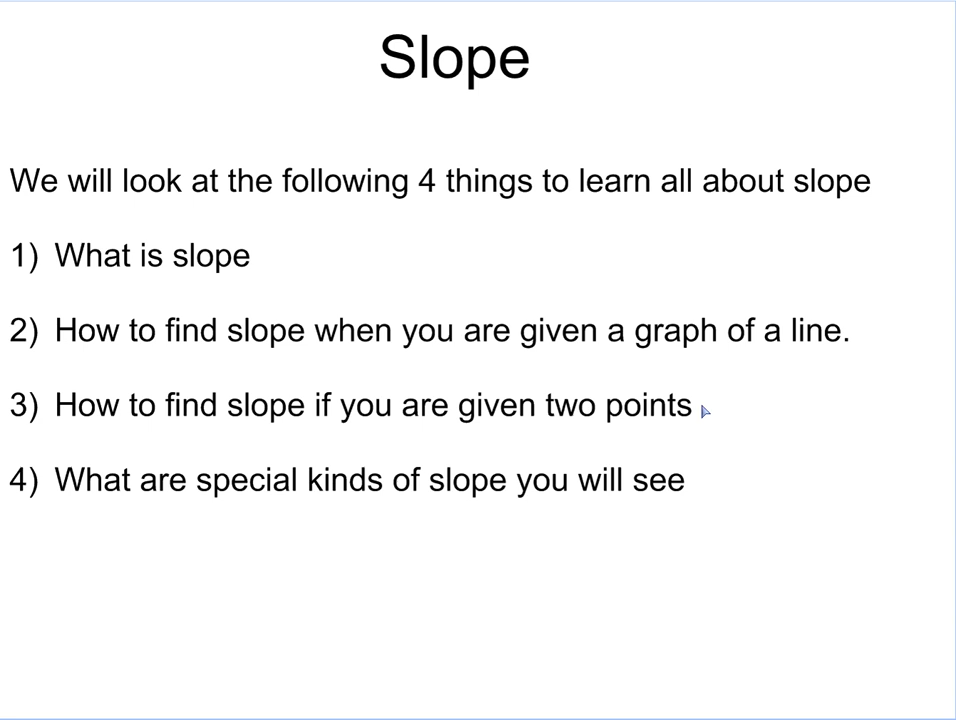 Slope
We will look at the following 4 things to learn all about slope
1) What is slope
2) How to find slope when you are given a graph of a line.
3) How to find slope if you are given two points
4) What are special kinds of slope you will see